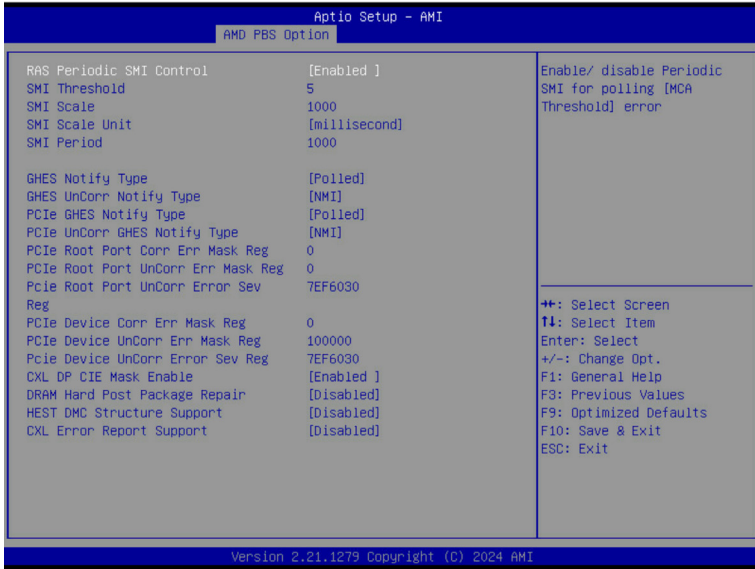 Aptio Setup - AMI
AMD PBS Option
RAS Periodic SMI Control [Enabled ]
SMI Threshold 5
SMI Scale 1000
SMI Scale Unit [millisecond]
SMI Period 1000
GHES Notify Type [Polled]
GHES UnCorr Notify Type [NMI]
PCIe GHES Notify Type [Polled]
PCIe UnCorr GHES Notify Type [NMI]
PCIe Root Port Corr Err Mask Reg 0
PCIe Root Port UnCorr Err Mask Reg 0
Pcie Root Port UnCorr Error Sev 7EF6030
Reg
PCIe Device Corr Err Mask Reg 0
PCIe Device UnCorr Err Mask Reg 100000
Pcie Device UnCorr Error Sev Reg 7EF6030
CXL DP CIE Mask Enable [Enabled ]
DRAM Hard Post Package Repair [Disabled]
HEST DMC Structure Support [Disabled]
CXL Error Report Support [Disabled]
Enable/ disable Periodic
SMI for polling [MCA
Threshold] error
→←: Select Screen
↑↓: Select Item
Enter: Select
+/-: Change Opt.
F1: General Help
F3: Previous Values
F9: Optimized Defaults
F10: Save & Exit
ESC: Exit
Version 2.21.1279 Copyright (C) 2024 AMI